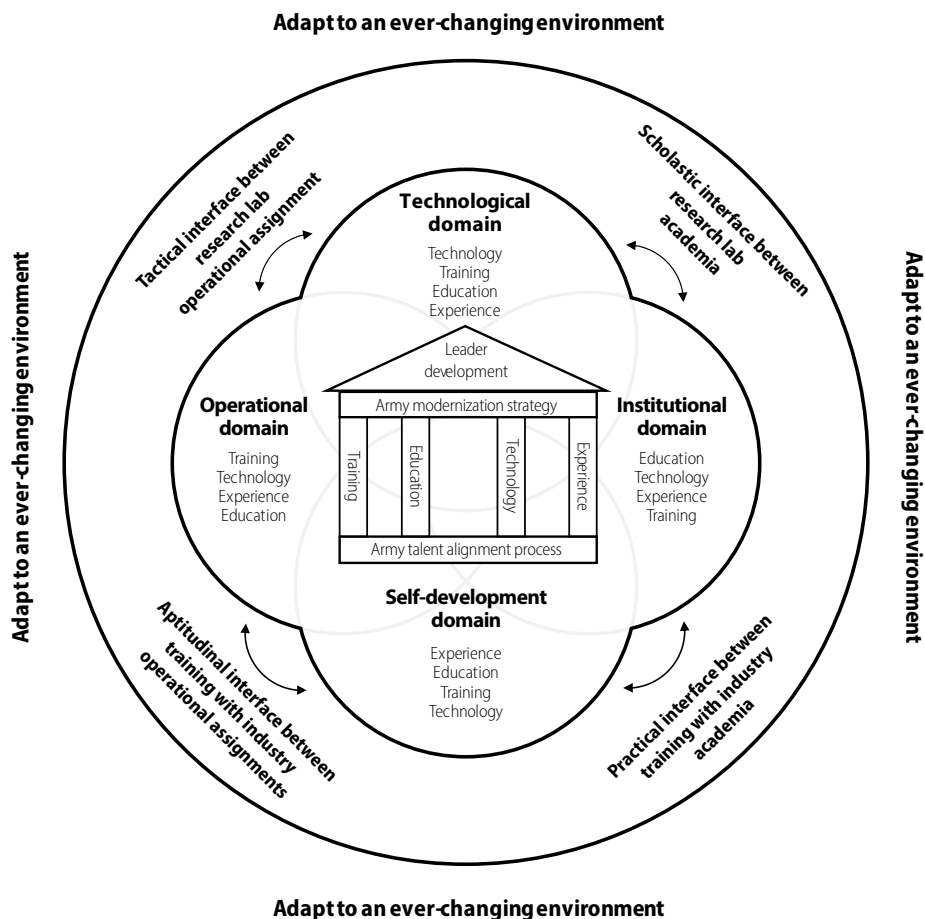 Adapt to an ever-changing environment
Tactical interface between
research lab
operational assignment
Scholastic interface between
research lab
academia
Technological
domain
Technology
Training
Education
Experience
Adapt to an ever-changing environment
Adapt to an ever-changing environment
Leader
development
Army modernization strategy
Training
Education
Technology
Experience
Army talent alignment process
Operational
domain
Training
Technology
Experience
Education
Institutional
domain
Education
Technology
Experience
Training
Self-development
domain
Experience
Education
Training
Technology
Aptitudinal interface between
training with industry
operational assignments
Practical interface between
training with industry
academia
Adapt to an ever-changing environment